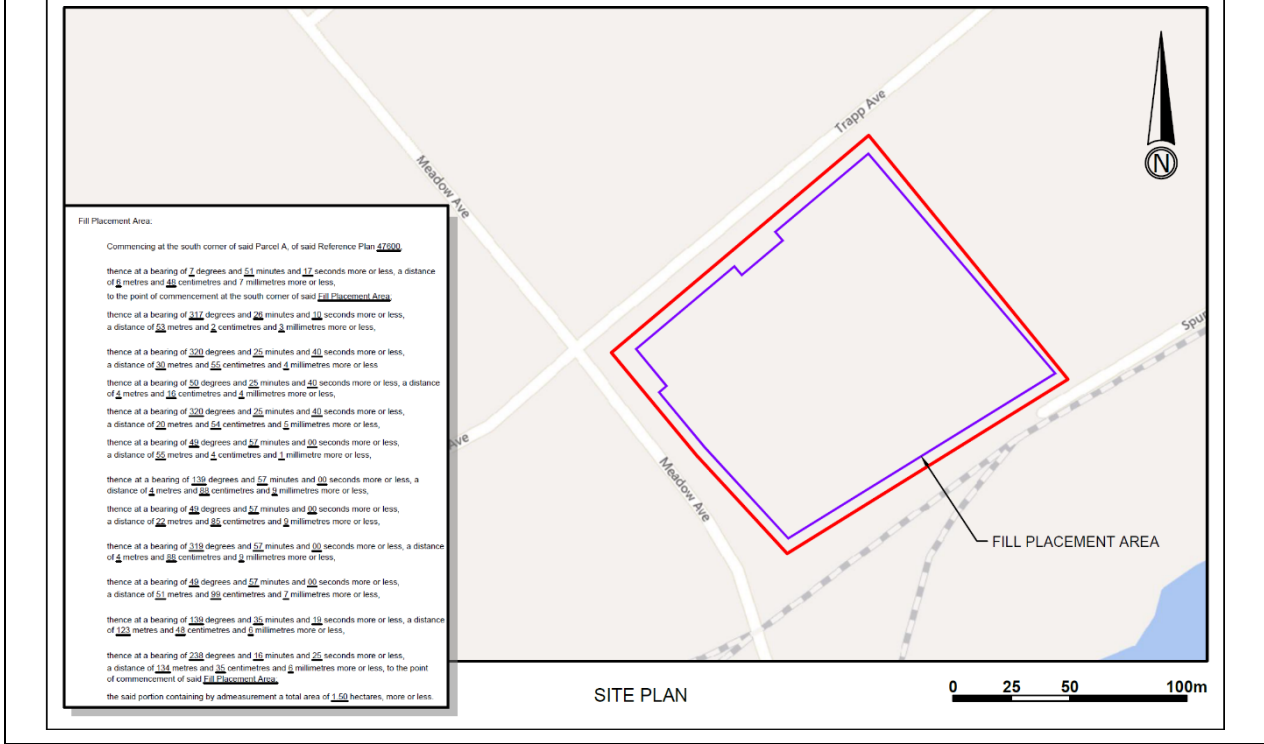 Trapp Ave
Meadow Ave
N
Fill Placement Area:
Commencing at the south corner of said Parcel A, of said Reference Plan 47600,
thence at a bearing of 7 degrees and 51 minutes and 17 seconds more or less, a distance
of 6 metres and 48 centimetres and 7 millimetres more or less,
to the point of commencement at the south corner of said Fill Placement Area;
thence at a bearing of 317 degrees and 26 minutes and 10 seconds more or less,
a distance of 53 metres and 2 centimetres and 3 millimetres more or less,
thence at a bearing of 320 degrees and 25 minutes and 40 seconds more or less,
a distance of 30 metres and 55 centimetres and 4 millimetres more or less
thence at a bearing of 50 degrees and 25 minutes and 40 seconds more or less, a distance
of 4 metres and 16 centimetres and 4 millimetres more or less,
thence at a bearing of 320 degrees and 25 minutes and 40 seconds more or less,
a distance of 20 metres and 54 centimetres and 5 millimetres more or less,
thence at a bearing of 49 degrees and 57 minutes and 00 seconds more or less,
a distance of 55 metres and 4 centimetres and 1 millimetre more or less,
thence at a bearing of 139 degrees and 57 minutes and 00 seconds more or less, a
distance of 4 metres and 88 centimetres and 9 millimetres more or less,
thence at a bearing of 49 degrees and 57 minutes and 00 seconds more or less,
a distance of 22 metres and 85 centimetres and 9 millimetres more or less,
thence at a bearing of 319 degrees and 57 minutes and 00 seconds more or less, a distance
of 4 metres and 88 centimetres and 9 millimetres more or less,
thence at a bearing of 49 degrees and 57 minutes and 00 seconds more or less,
a distance of 51 metres and 99 centimetres and 7 millimetres more or less,
thence at a bearing of 139 degrees and 35 minutes and 19 seconds more or less, a distance
of 123 metres and 48 centimetres and 6 millimetres more or less,
thence at a bearing of 238 degrees and 16 minutes and 25 seconds more or less,
a distance of 134 metres and 35 centimetres and 6 millimetres more or less, to the point
of commencement of said Fill Placement Area;
the said portion containing by admeasurement a total area of 1.50 hectares, more or less.
Spur
Ave
Meadow Ave
FILL PLACEMENT AREA
SITE PLAN
0 25 50 100m